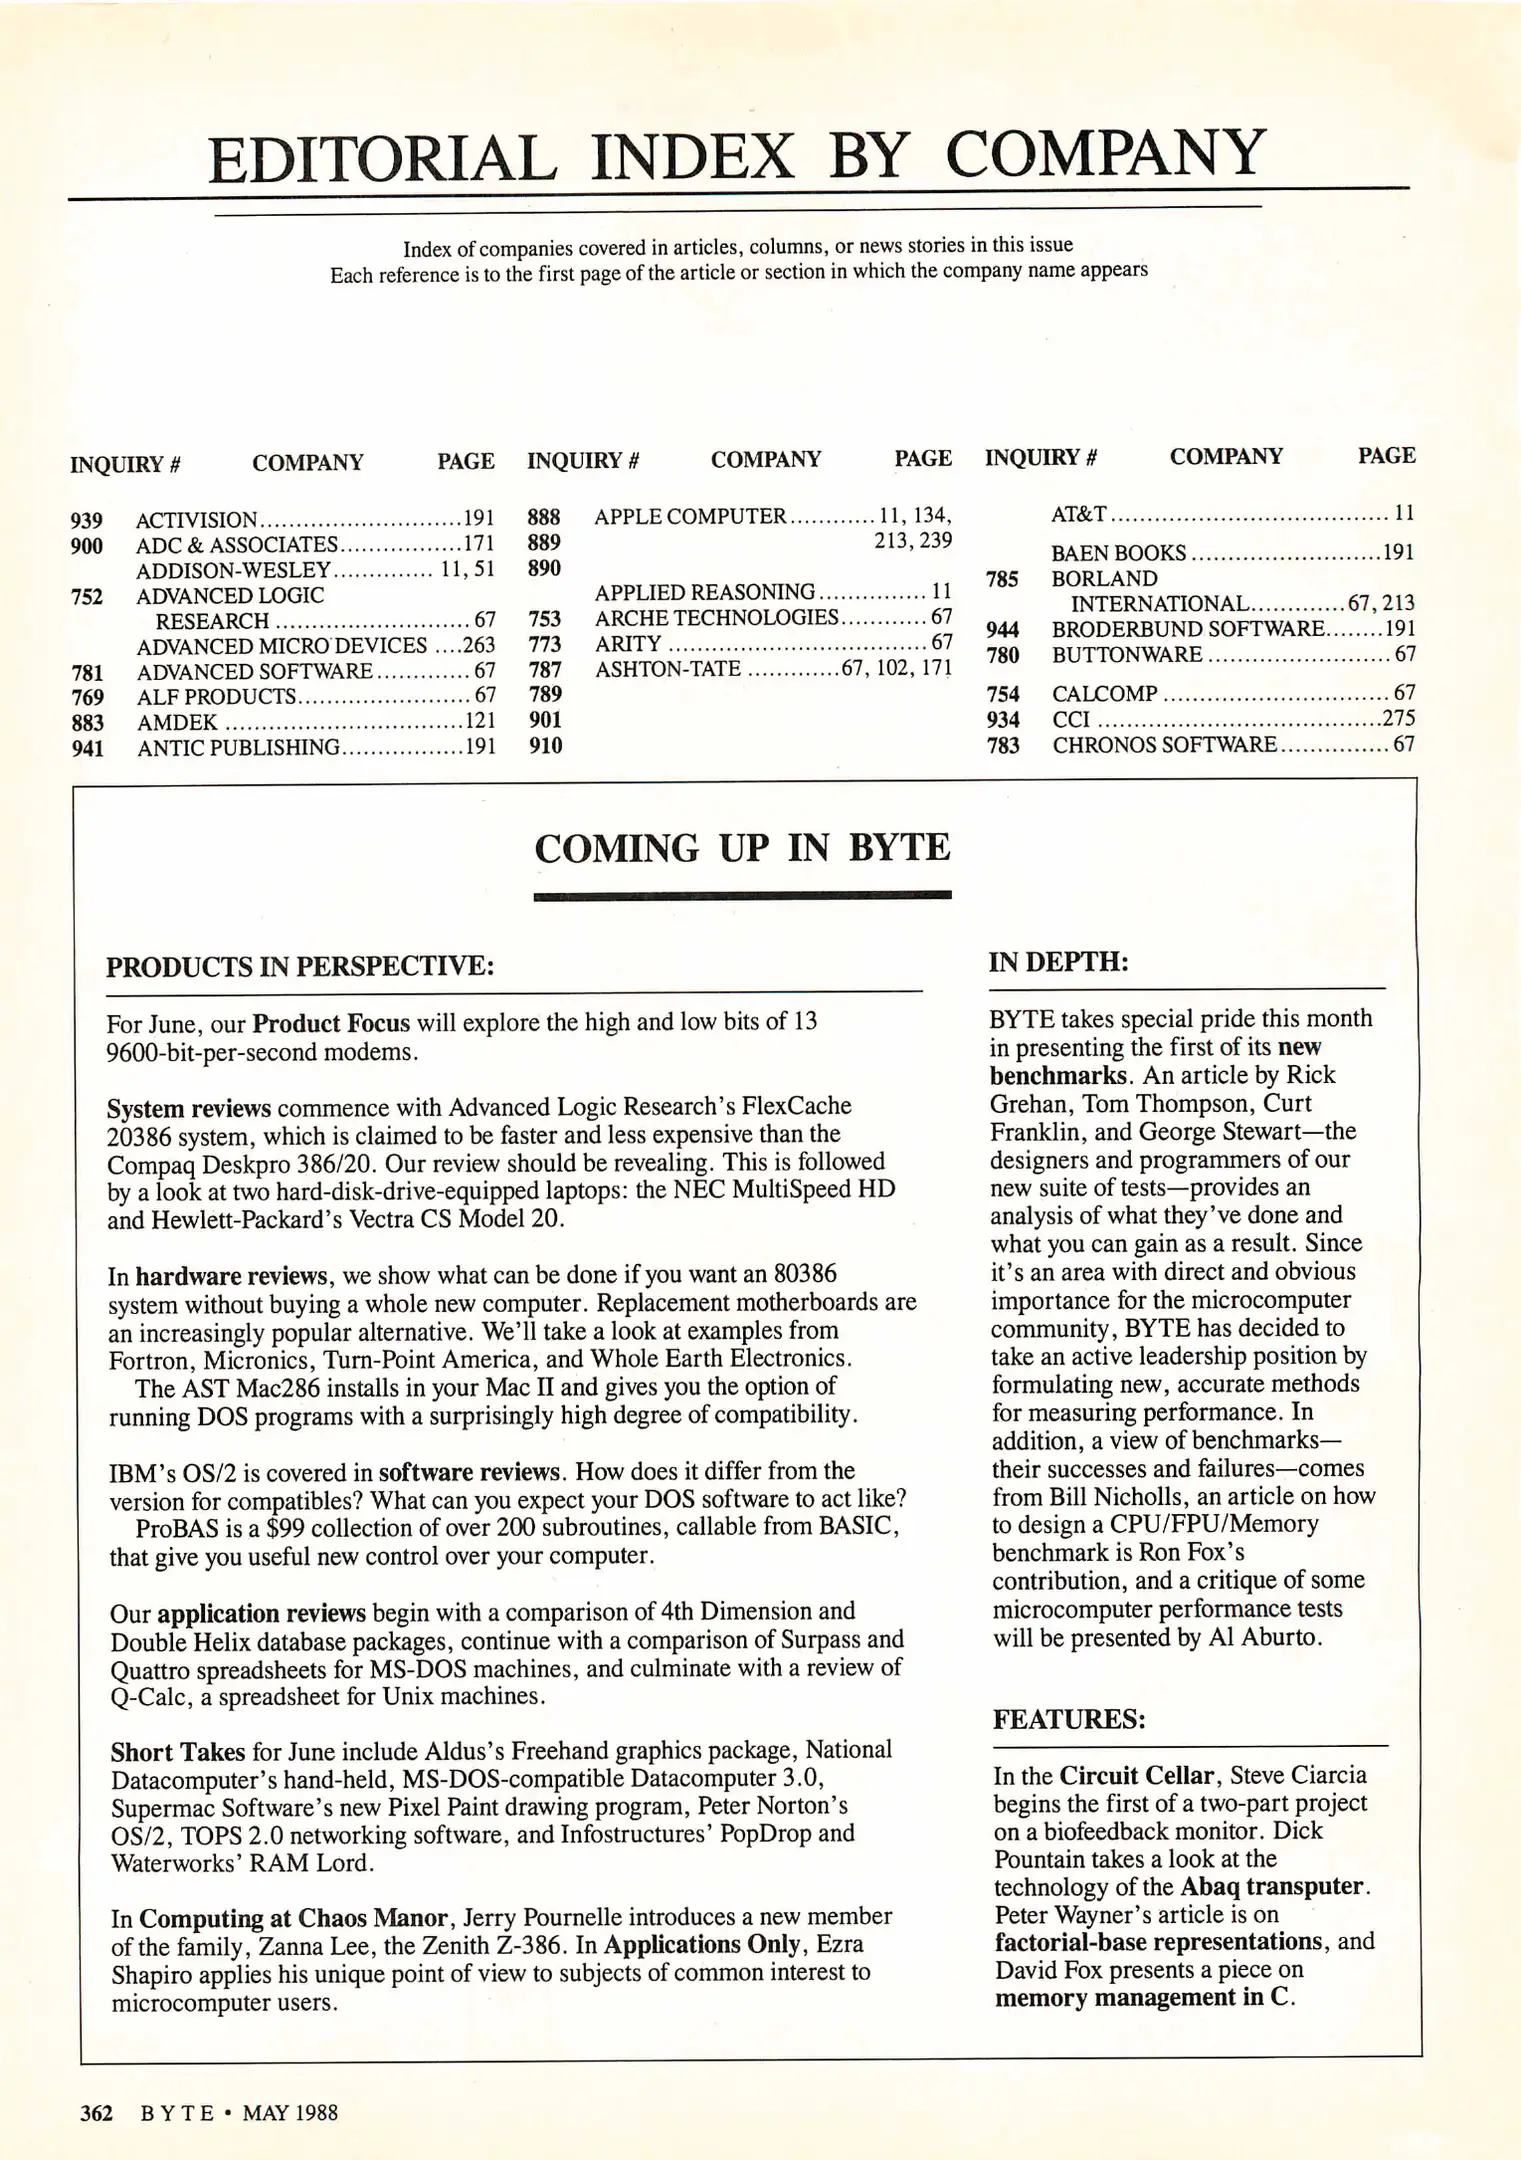 EDITORIAL INDEX BY COMPANY
Index of companies covered in articles, columns, or news stories in this issue
Each reference is to the first page of the article or section in which the company name appears
INQUIRY # COMPANY PAGE
939 ACTIVISION............................191
900 ADC & ASSOCIATES.................171
ADDISON-WESLEY.............. 11, 51
752 ADVANCED LOGIC
RESEARCH ........................... 67
ADVANCED MICRO DEVICES ....263
781 ADVANCED SOFTWARE............. 67
769 ALF PRODUCTS........................ 67
883 AMDEK .................................121
941 ANTIC PUBLISHING.................191
INQUIRY # COMPANY PAGE
888 APPLE COMPUTER............ 11, 134,
889 213, 239
890
APPLIED REASONING............... 11
753 ARCHE TECHNOLOGIES............ 67
773 ARITY .................................... 67
787 ASHTON-TATE .............67, 102, 171
789
901
910
INQUIRY # COMPANY PAGE
AT&T...................................... 11
BAEN BOOKS..........................191
785 BORLAND
INTERNATIONAL.............67, 213
944 BRODERBUND SOFTWARE........191
780 BUTTONWARE......................... 67
754 CALCOMP............................... 67
934 CCI .......................................275
783 CHRONOS SOFTWARE............... 67
COMING UP IN BYTE
PRODUCTS IN PERSPECTIVE:
For June, our Product Focus will explore the high and low bits of 13
9600-bit-per-second modems.
System reviews commence with Advanced Logic Research's FlexCache
20386 system, which is claimed to be faster and less expensive than the
Compaq Deskpro 386/20. Our review should be revealing. This is followed
by a look at two hard-disk-drive-equipped laptops: the NEC MultiSpeed HD
and Hewlett-Packard's Vectra CS Model 20.
In hardware reviews, we show what can be done if you want an 80386
system without buying a whole new computer. Replacement motherboards are
an increasingly popular alternative. We'll take a look at examples from
Fortron, Micronics, Turn-Point America, and Whole Earth Electronics.
The AST Mac286 installs in your Mac II and gives you the option of
running DOS programs with a surprisingly high degree of compatibility.
IBM's OS/2 is covered in software reviews. How does it differ from the
version for compatibles? What can you expect your DOS software to act like?
ProBAS is a $99 collection of over 200 subroutines, callable from BASIC,
that give you useful new control over your computer.
Our application reviews begin with a comparison of 4th Dimension and
Double Helix database packages, continue with a comparison of Surpass and
Quattro spreadsheets for MS-DOS machines, and culminate with a review of
Q-Calc, a spreadsheet for Unix machines.
Short Takes for June include Aldus's Freehand graphics package, National
Datacomputer's hand-held, MS-DOS-compatible Datacomputer 3.0,
Supermac Software's new Pixel Paint drawing program, Peter Norton's
OS/2, TOPS 2.0 networking software, and Infostructures' PopDrop and
Waterworks' RAM Lord.
In Computing at Chaos Manor, Jerry Pournelle introduces a new member
of the family, Zanna Lee, the Zenith Z-386. In Applications Only, Ezra
Shapiro applies his unique point of view to subjects of common interest to
microcomputer users.
IN DEPTH:
BYTE takes special pride this month
in presenting the first of its new
benchmarks. An article by Rick
Grehan, Tom Thompson, Curt
Franklin, and George Stewart—the
designers and programmers of our
new suite of tests—provides an
analysis of what they've done and
what you can gain as a result. Since
it's an area with direct and obvious
importance for the microcomputer
community, BYTE has decided to
take an active leadership position by
formulating new, accurate methods
for measuring performance. In
addition, a view of benchmarks—
their successes and failures—comes
from Bill Nicholls, an article on how
to design a CPU/FPU/Memory
benchmark is Ron Fox's
contribution, and a critique of some
microcomputer performance tests
will be presented by Al Aburto.
FEATURES:
In the Circuit Cellar, Steve Ciarcia
begins the first of a two-part project
on a biofeedback monitor. Dick
Pountain takes a look at the
technology of the Abaq transputer.
Peter Wayner's article is on
factorial-base representations, and
David Fox presents a piece on
memory management in C.
362 BYTE • MAY 1988